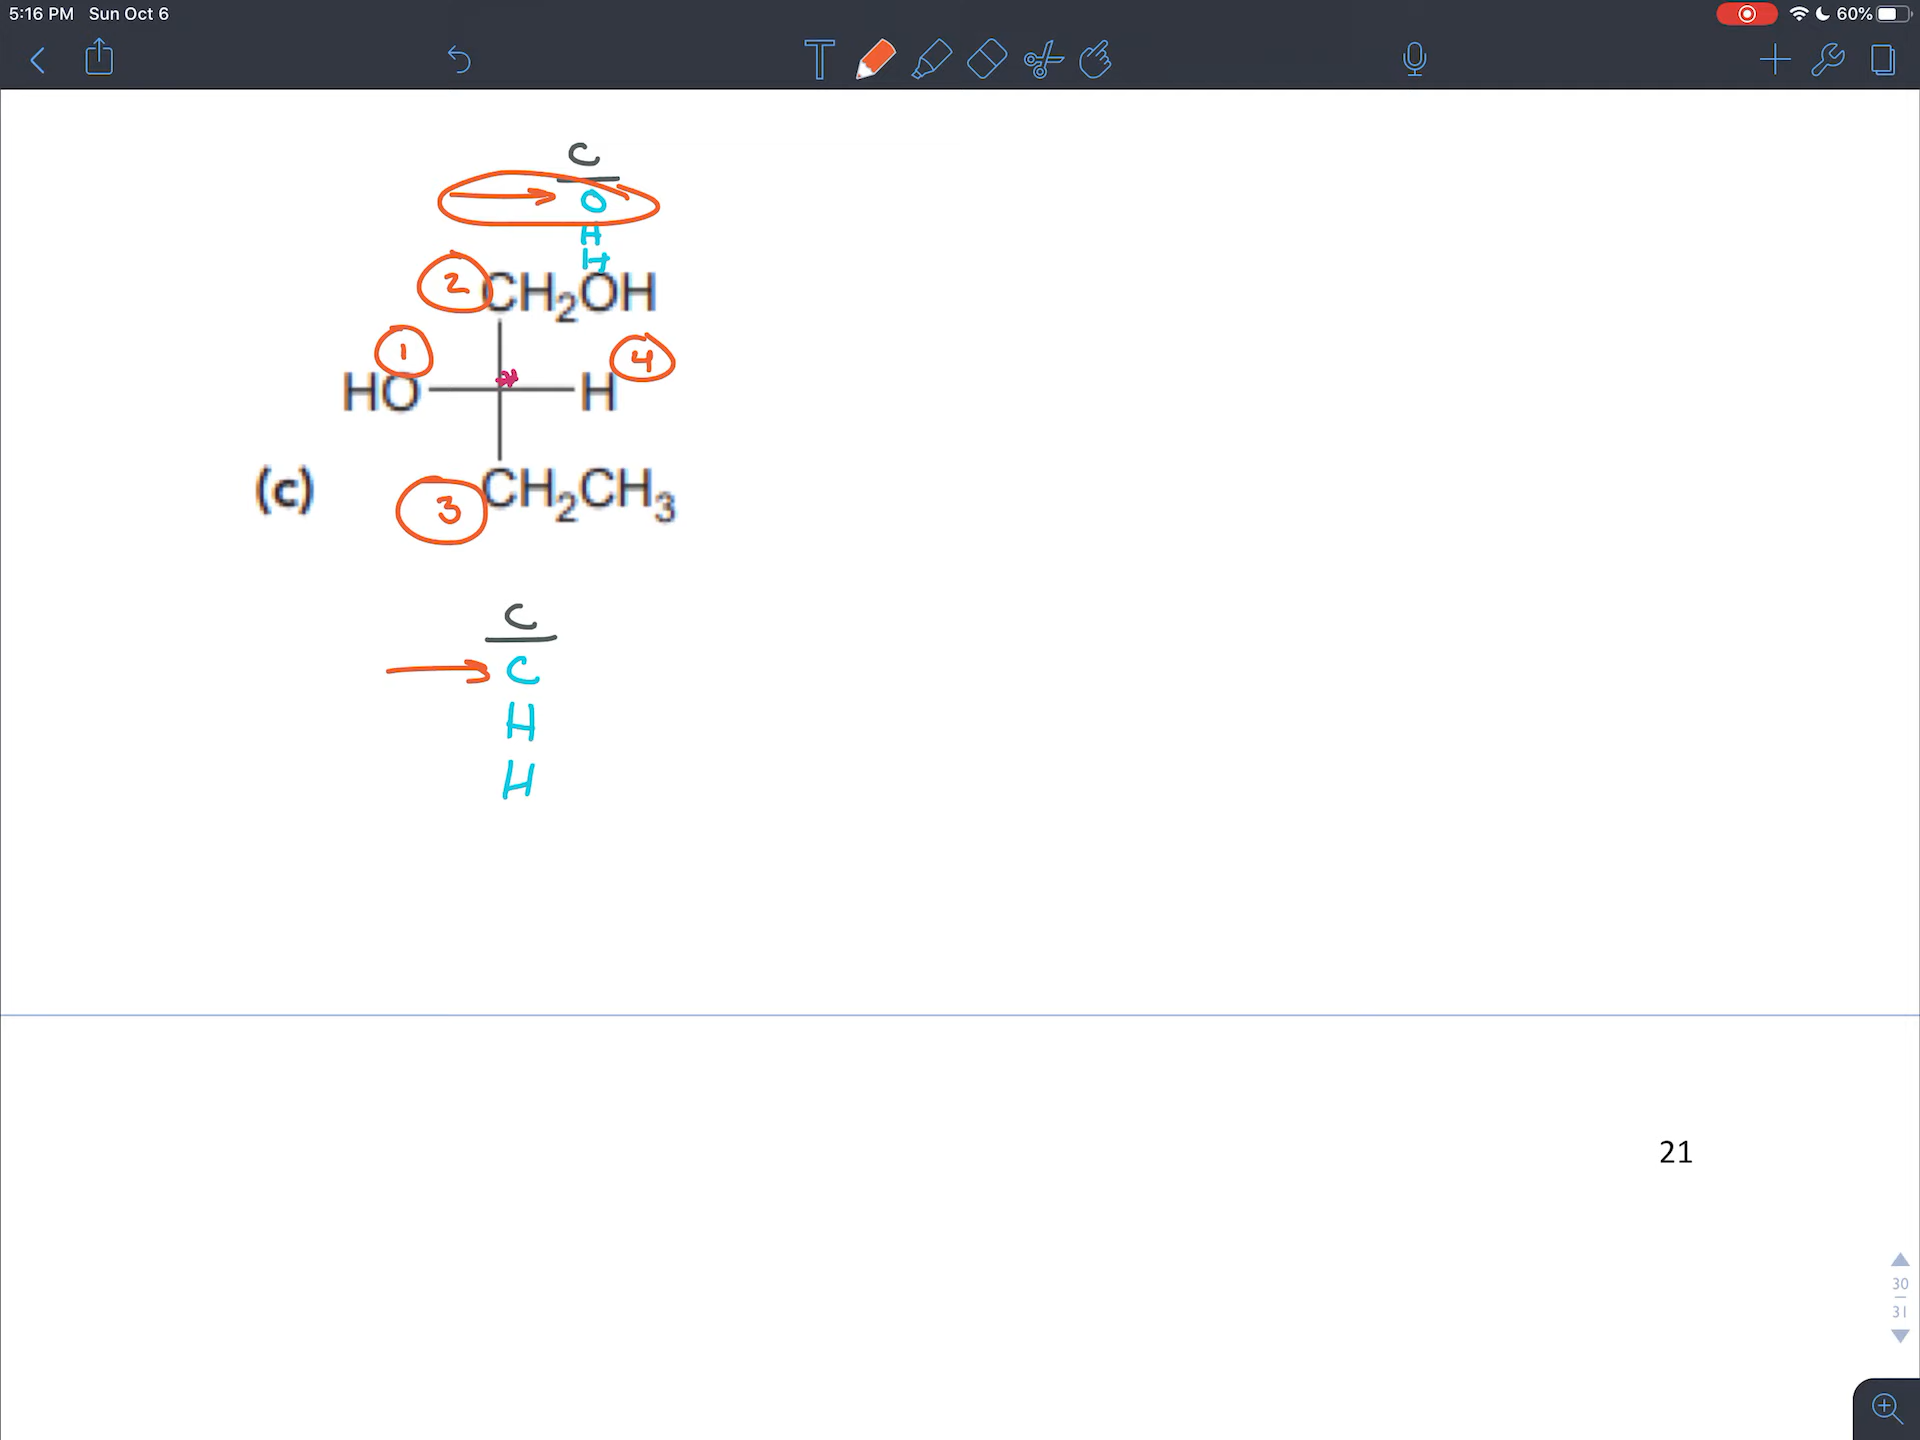 5:16 PM Sun Oct 6
60%
C
O
H
H
2 CH₂OH
1 4
HO H
(c)
3 CH₂CH₃
C
C
H
H
21
30
31